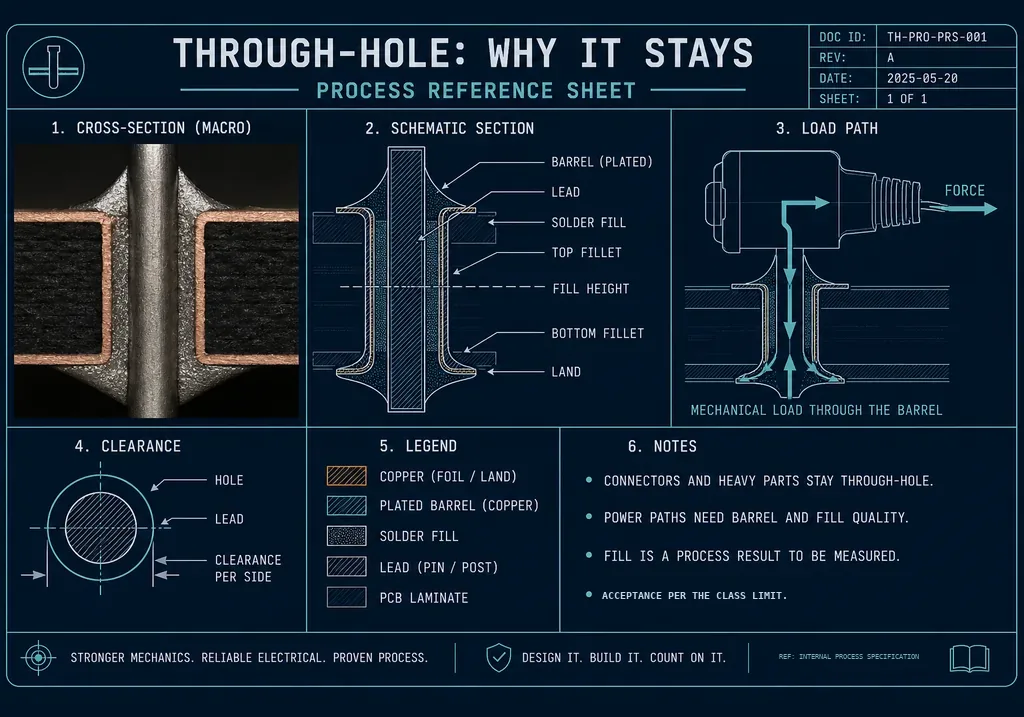 THROUGH-HOLE: WHY IT STAYS
PROCESS REFERENCE SHEET
DOC ID: TH-PRO-PRS-001
REV: A
DATE: 2025-05-20
SHEET: 1 OF 1
1. CROSS-SECTION (MACRO)
2. SCHEMATIC SECTION
BARREL (PLATED)
LEAD
SOLDER FILL
TOP FILLET
FILL HEIGHT
BOTTOM FILLET
LAND
3. LOAD PATH
FORCE
MECHANICAL LOAD THROUGH THE BARREL
4. CLEARANCE
HOLE
LEAD
CLEARANCE
PER SIDE
5. LEGEND
COPPER (FOIL / LAND)
PLATED BARREL (COPPER)
SOLDER FILL
LEAD (PIN / POST)
PCB LAMINATE
6. NOTES
• CONNECTORS AND HEAVY PARTS STAY THROUGH-HOLE.
• POWER PATHS NEED BARREL AND FILL QUALITY.
• FILL IS A PROCESS RESULT TO BE MEASURED.
• ACCEPTANCE PER THE CLASS LIMIT.
STRONGER MECHANICS. RELIABLE ELECTRICAL. PROVEN PROCESS.
DESIGN IT. BUILD IT. COUNT ON IT.
REF: INTERNAL PROCESS SPECIFICATION